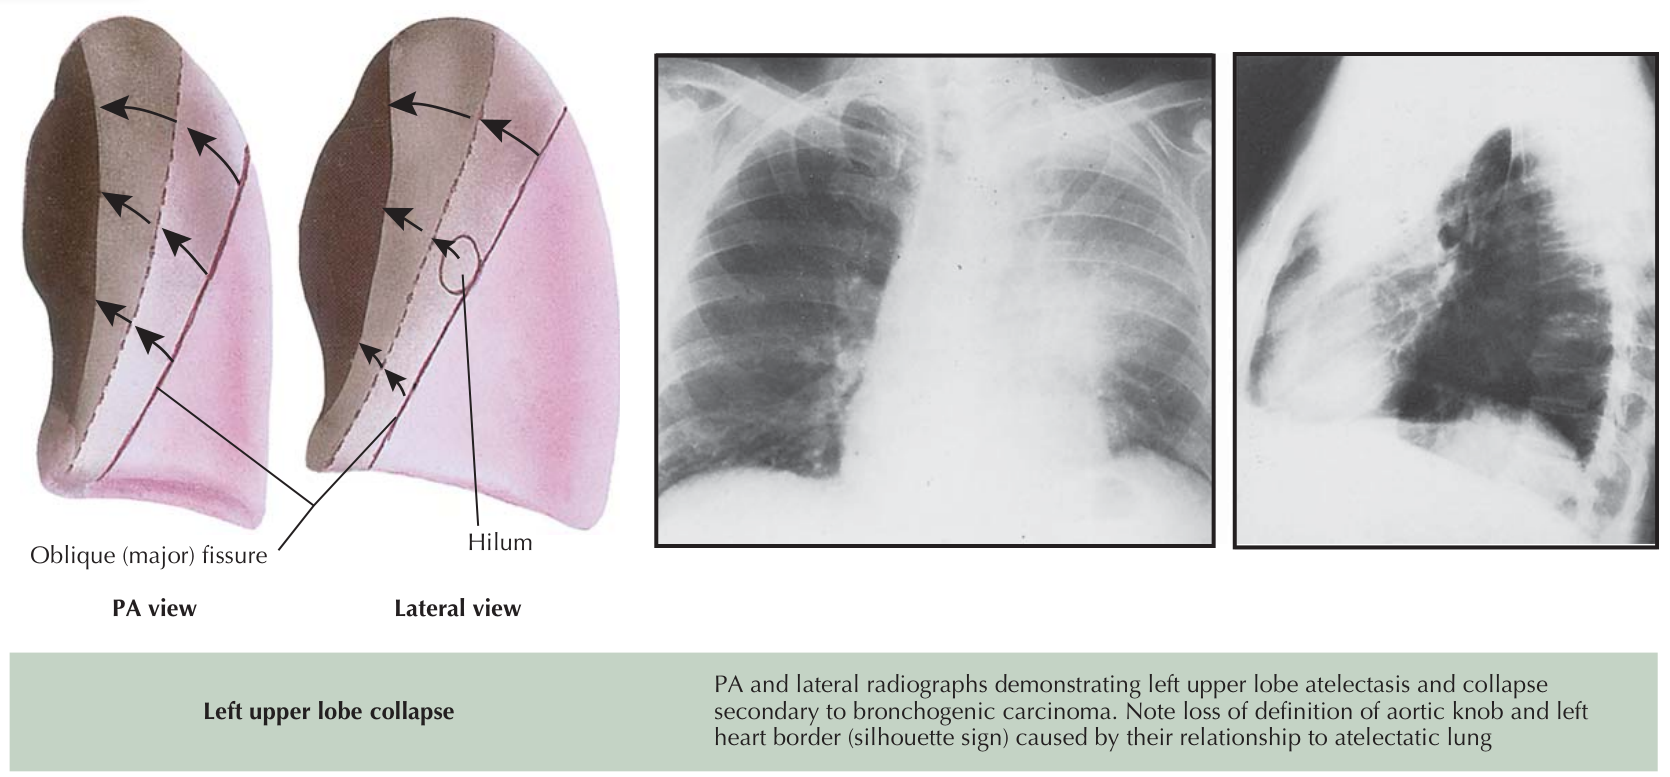 Oblique (major) fissure
Hilum
PA view
Lateral view
Left upper lobe collapse
PA and lateral radiographs demonstrating left upper lobe atelectasis and collapse
secondary to bronchogenic carcinoma. Note loss of definition of aortic knob and left
heart border (silhouette sign) caused by their relationship to atelectatic lung